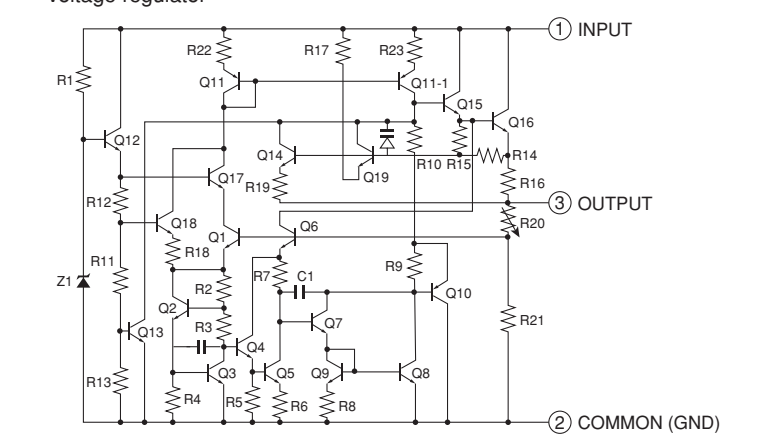 Voltage regulator
1 INPUT
R22 R17 R23
R1
Q11 Q11-1
Q15
Q16
Q12
Q14 R10 R15 R14
Q19
Q17 R19 R16
R12
3 OUTPUT
Q18 Q6 R20
Q1
R18
R11 R7 C1 R9
Z1 R2 Q10
Q2
R3 Q7 R21
Q13 Q4
Q3 Q5 Q9 Q8
R13
R4 R5 R6 R8
2 COMMON (GND)